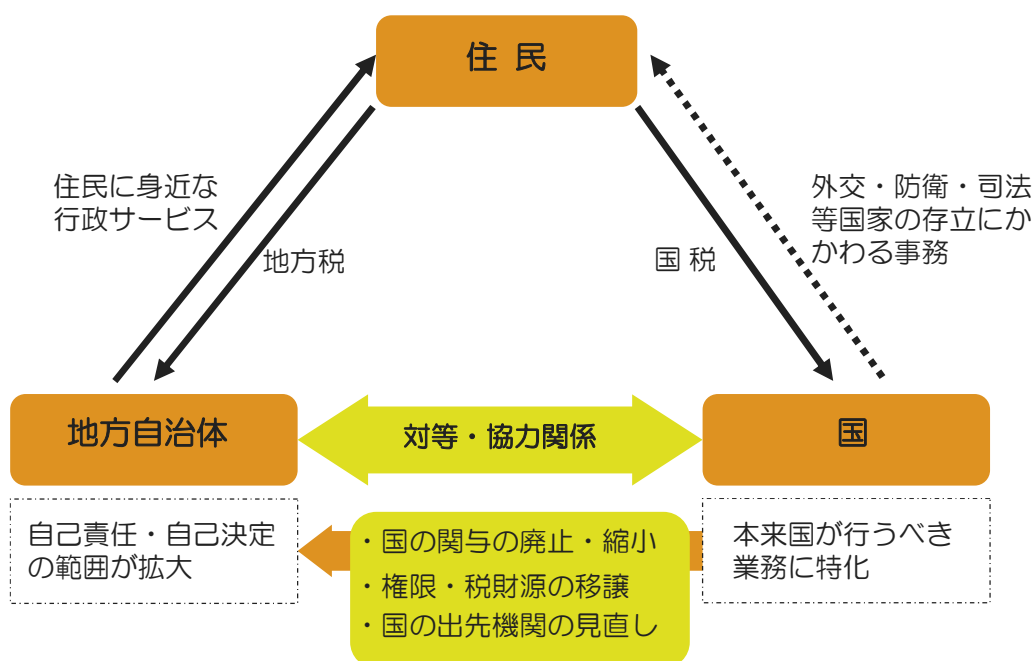 住 民
住民に身近な
行政サービス
地方税
国 税
外交・防衛・司法
等国家の存立にか
かわる事務
地方自治体
対等・協力関係
国
自己責任・自己決定
の範囲が拡大
・国の関与の廃止・縮小
・権限・税財源の移譲
・国の出先機関の見直し
本来国が行うべき
業務に特化